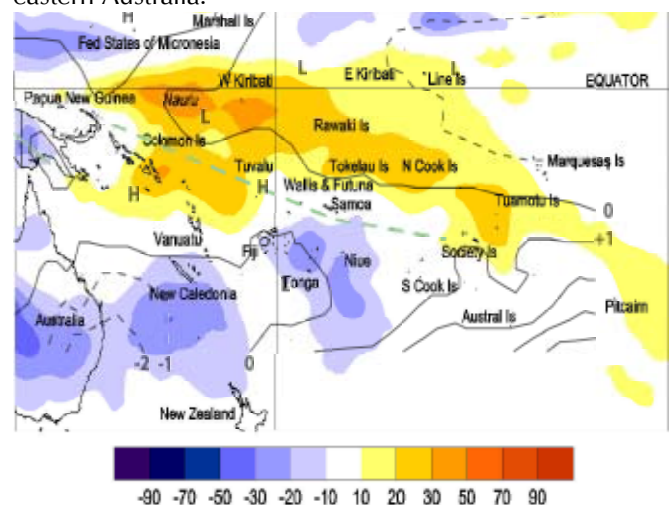 eastern Australia.
H
Marshall Is
Fed States of Micronesia
L
W Kiribati
E Kiribati
L
Line Is
EQUATOR
Papua New Guinea
Nauru
L
Rawaki Is
Solomon Is
Tuvalu
Tokelau Is
N Cook Is
Marquesas Is
H
H
Wallis & Futuna
Samoa
Tuamotu Is
0
+1
Vanuatu
Fiji
Society Is
Niue
Tonga
S Cook Is
New Caledonia
Pitcairn
Australia
Austral Is
-2 -1 0
New Zealand
H
-90 -70 -50 -30 -20 -10 10 20 30 50 70 90